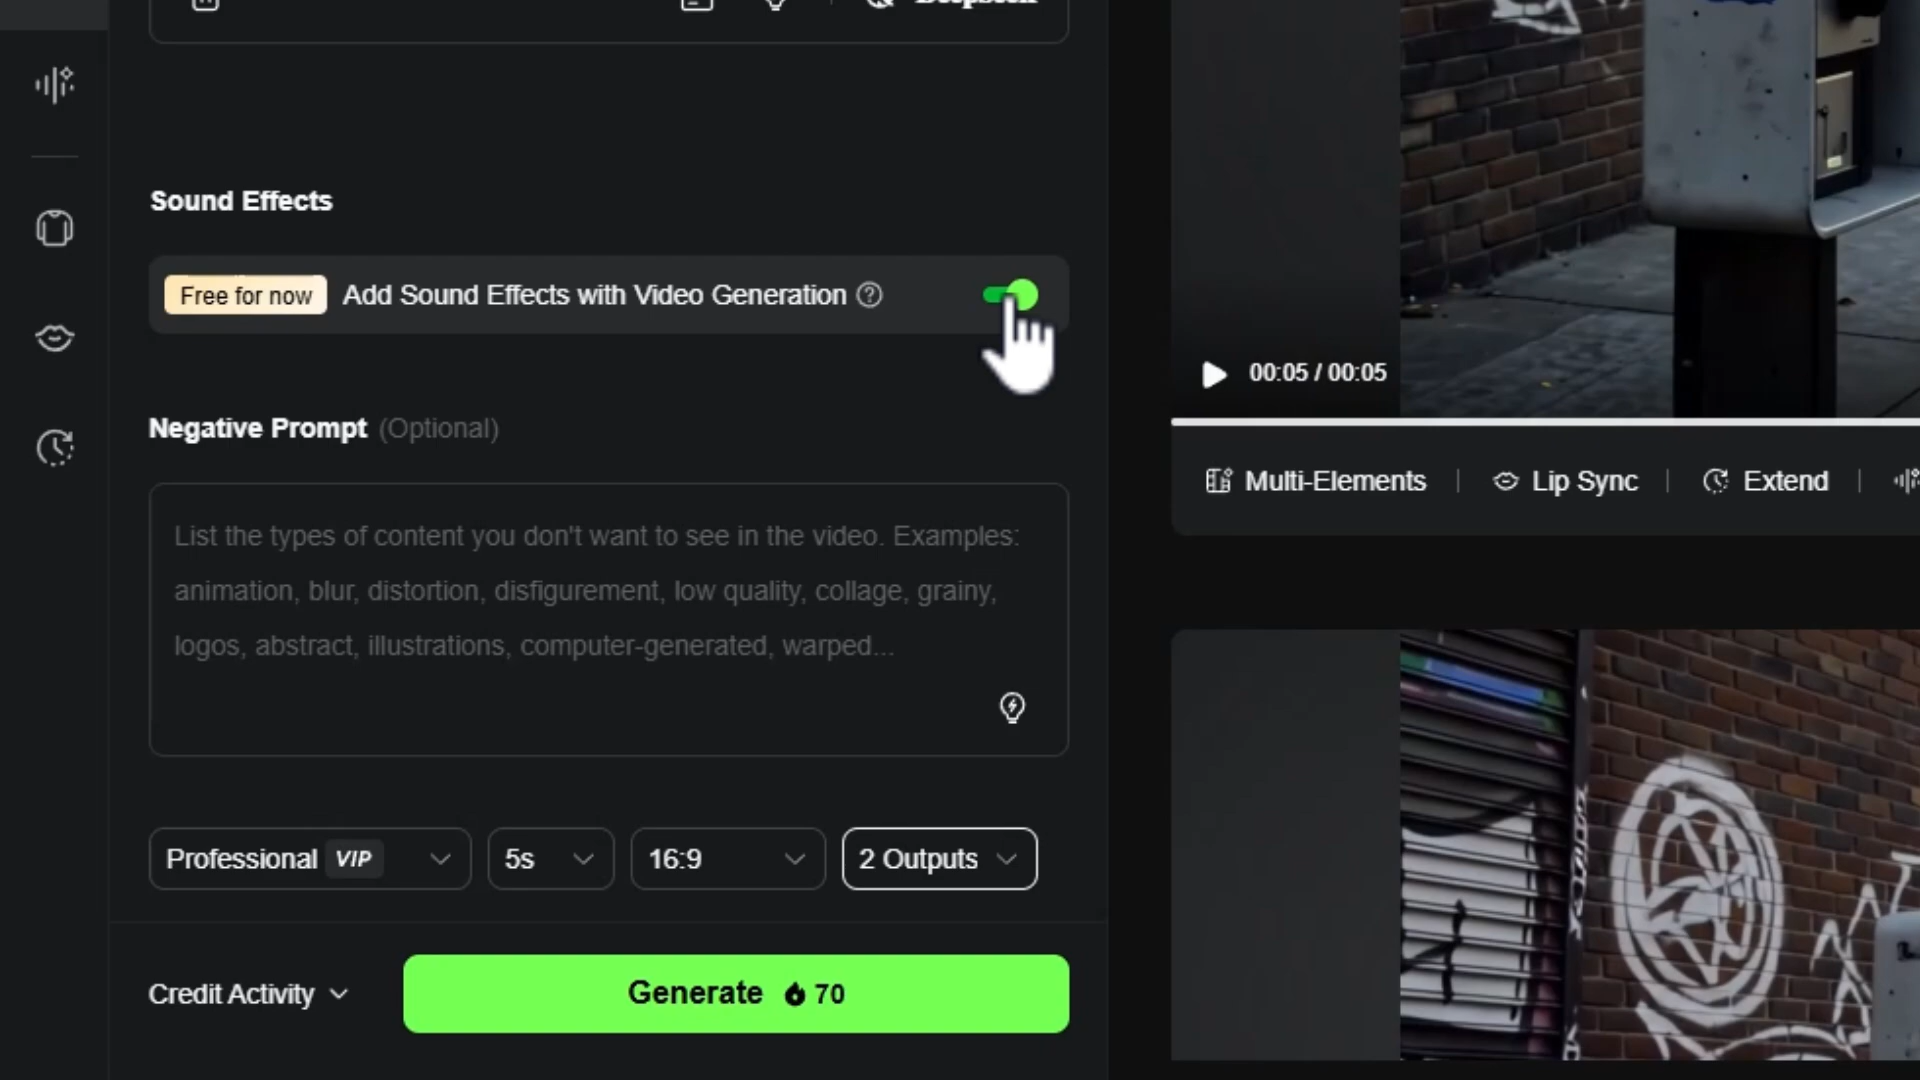 Sound Effects
Free for now Add Sound Effects with Video Generation
Negative Prompt (Optional)
List the types of content you don't want to see in the video. Examples:
animation, blur, distortion, disfigurement, low quality, collage, grainy,
logos, abstract, illustrations, computer-generated, warped...
Professional VIP 5s 16:9 2 Outputs
Credit Activity Generate 70
00:05 / 00:05
Multi-Elements Lip Sync Extend